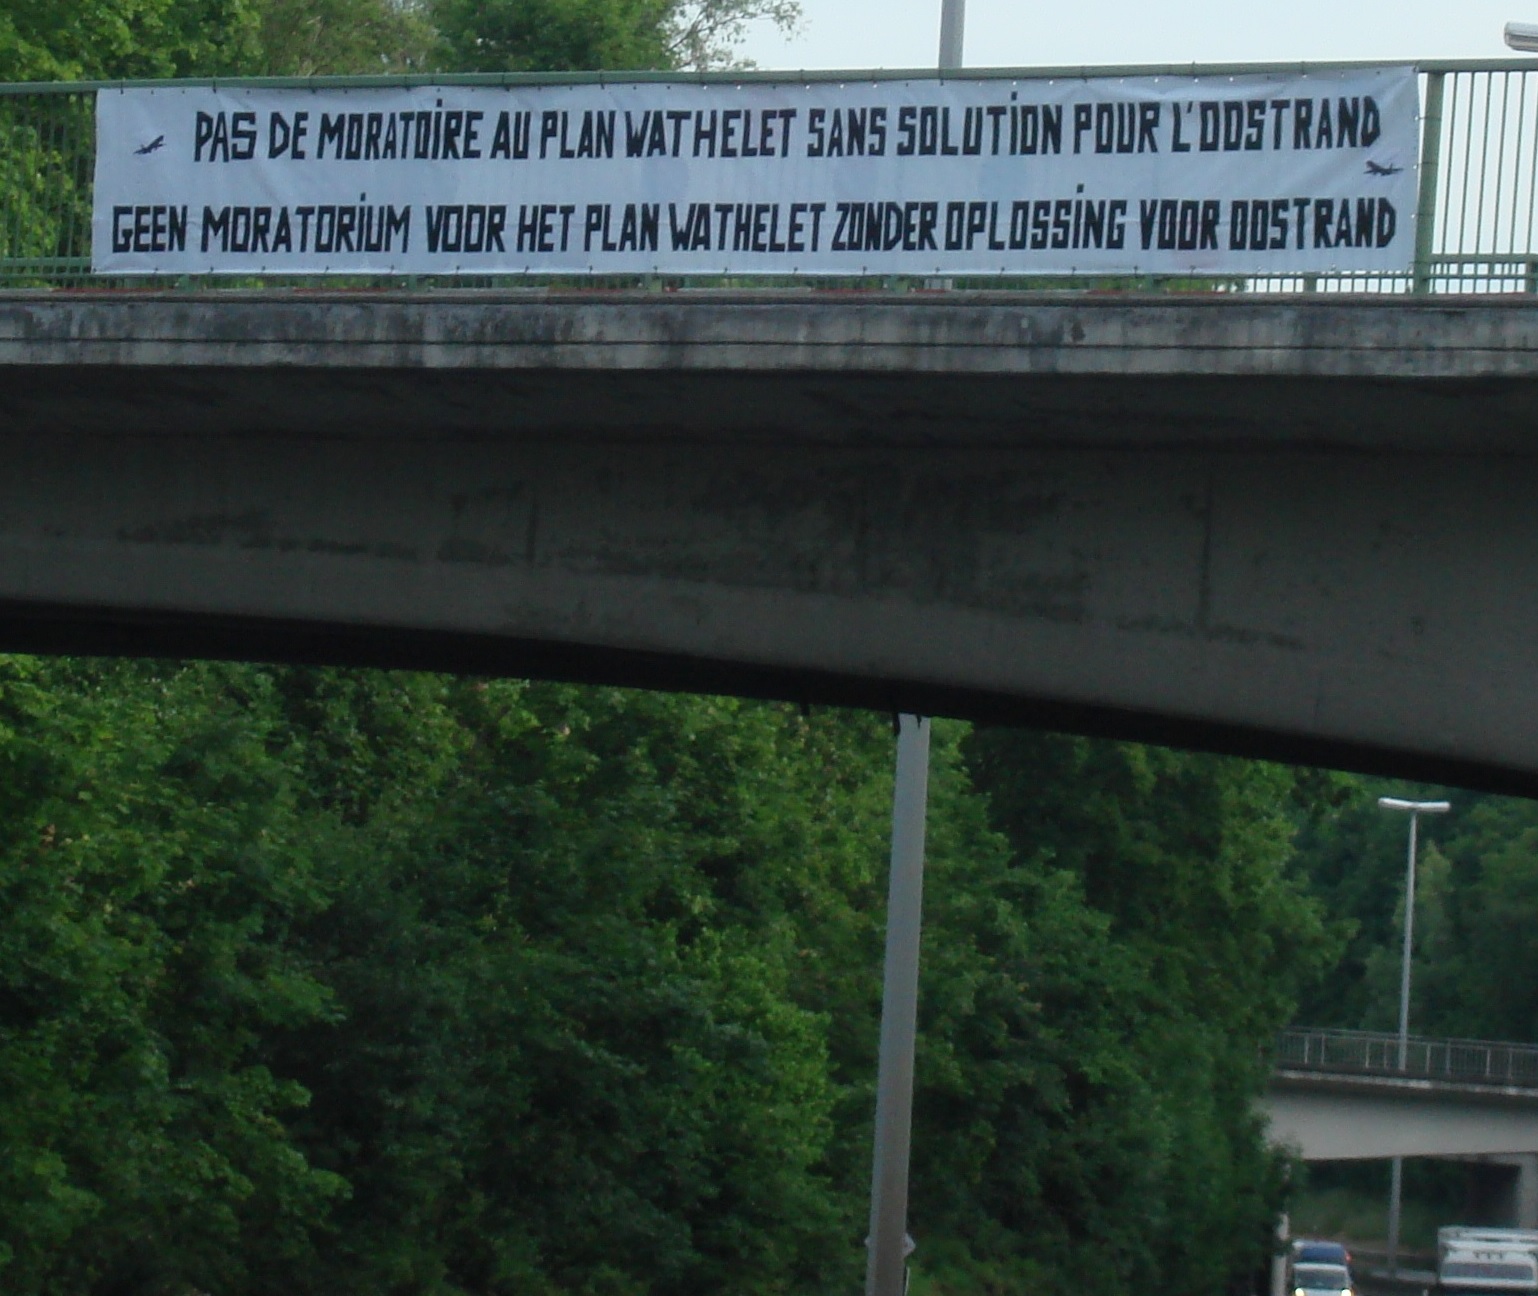 PAS DE MORATOIRE AU PLAN WATHELET SANS SOLUTION POUR L'OOSTRAND
GEEN MORATORIUM VOOR HET PLAN WATHELET ZONDER OPLOSSING VOOR OOSTRAND